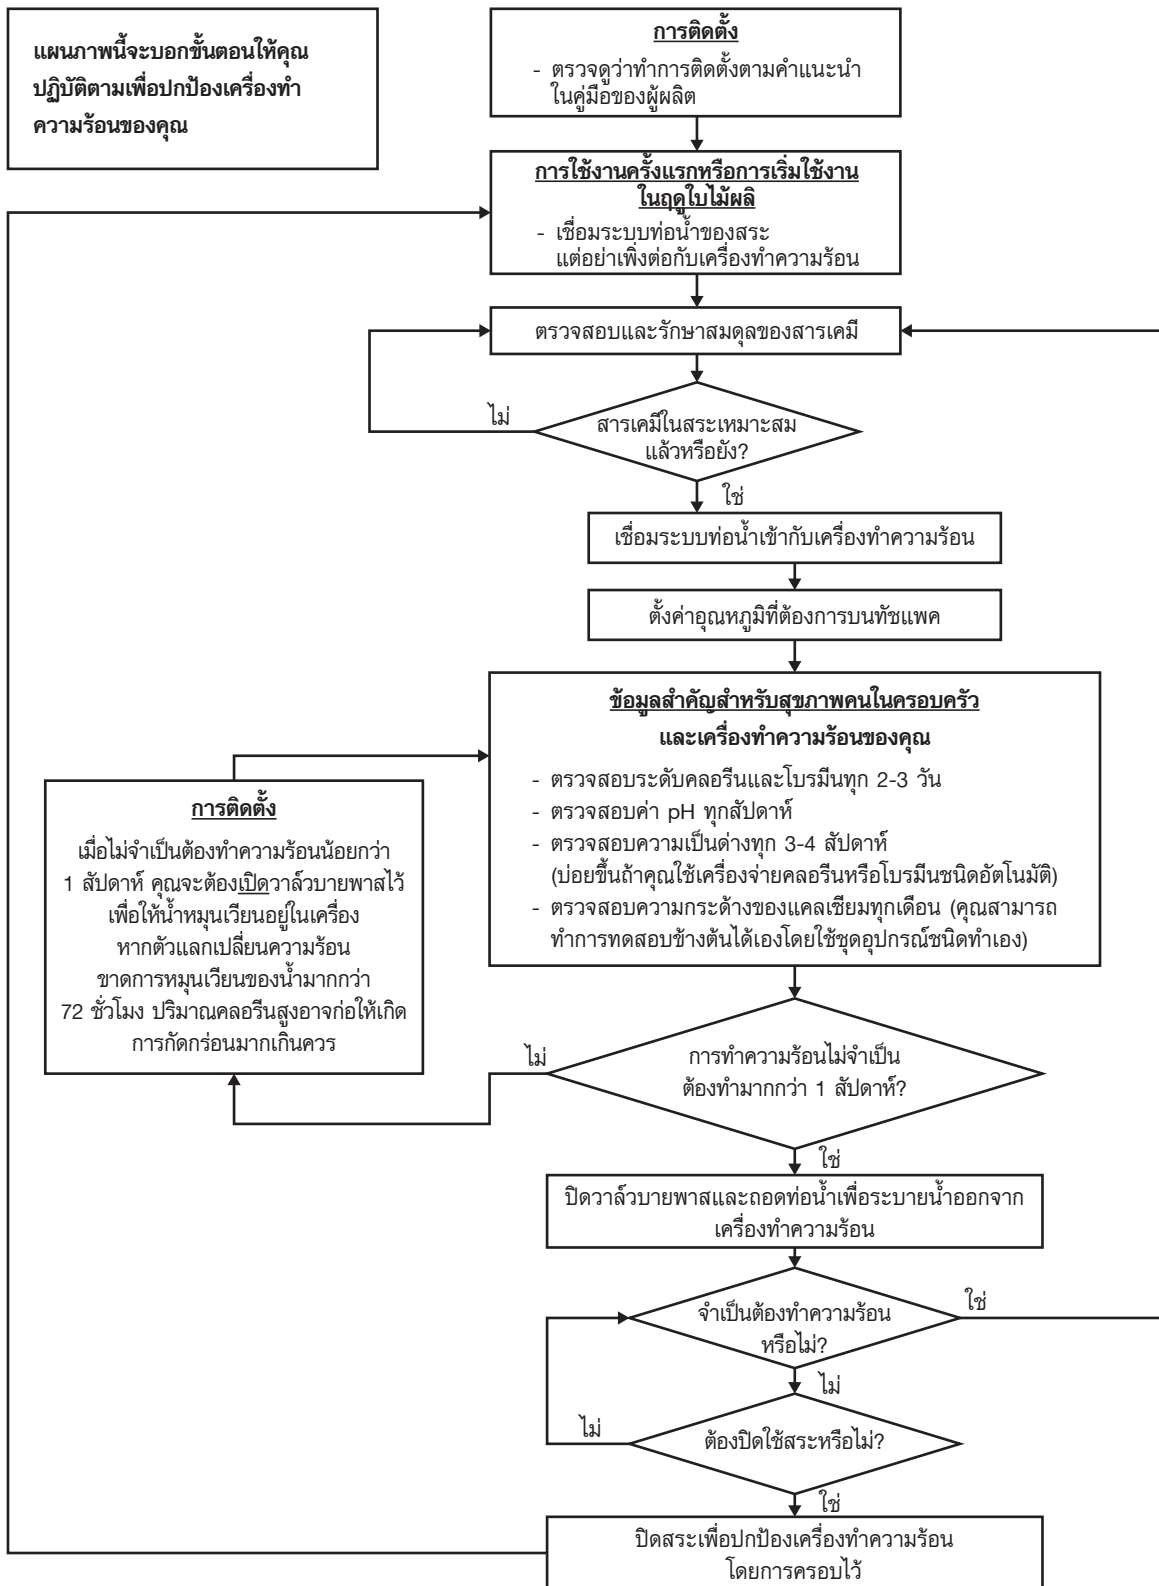 แผนภาพนี้จะบอกขั้นตอนให้คุณ
ปฏิบัติตามเพื่อปกป้องเครื่องทำ
ความร้อนของคุณ
การติดตั้ง
- ตรวจดูว่าทำการติดตั้งตามคำแนะนำ
ในคู่มือของผู้ผลิต
การใช้งานครั้งแรกหรือการเริ่มใช้งาน
ในฤดูใบไม้ผลิ
- เชื่อมระบบท่อน้ำของสระ
แต่อย่าเพิ่งต่อกับเครื่องทำความร้อน
ตรวจสอบและรักษาสมดุลของสารเคมี
ไม่
สารเคมีในสระเหมาะสม
แล้วหรือยัง?
ใช่
เชื่อมระบบท่อน้ำเข้ากับเครื่องทำความร้อน
ตั้งค่าอุณหภูมิที่ต้องการบนทัชแพค
ข้อมูลสำคัญสำหรับสุขภาพคนในครอบครัว
และเครื่องทำความร้อนของคุณ
- ตรวจสอบระดับคลอรีนและโบรมีนทุก 2-3 วัน
- ตรวจสอบค่า pH ทุกสัปดาห์
- ตรวจสอบความเป็นด่างทุก 3-4 สัปดาห์
(บ่อยขึ้นถ้าคุณใช้เครื่องจ่ายคลอรีนหรือโบรมีนชนิดอัตโนมัติ)
- ตรวจสอบความกระด้างของแคลเซียมทุกเดือน (คุณสามารถ
ทำการทดสอบข้างต้นได้เองโดยใช้ชุดอุปกรณ์ชนิดทำเอง)
การติดตั้ง
เมื่อไม่จำเป็นต้องทำความร้อนน้อยกว่า
1 สัปดาห์ คุณจะต้องเปิดวาล์วบายพาสไว้
เพื่อให้น้ำหมุนเวียนอยู่ในเครื่อง
หากตัวแลกเปลี่ยนความร้อน
ขาดการหมุนเวียนของน้ำมากกว่า
72 ชั่วโมง ปริมาณคลอรีนสูงอาจก่อให้เกิด
การกัดกร่อนมากเกินควร
ไม่
การทำความร้อนไม่จำเป็น
ต้องทำมากกว่า 1 สัปดาห์?
ใช่
ปิดวาล์วบายพาสและถอดท่อน้ำเพื่อระบายน้ำออกจาก
เครื่องทำความร้อน
จำเป็นต้องทำความร้อน
หรือไม่?
ใช่
ไม่
ไม่
ต้องปิดใช้สระหรือไม่?
ใช่
ปิดสระเพื่อปกป้องเครื่องทำความร้อน
โดยการครอบไว้